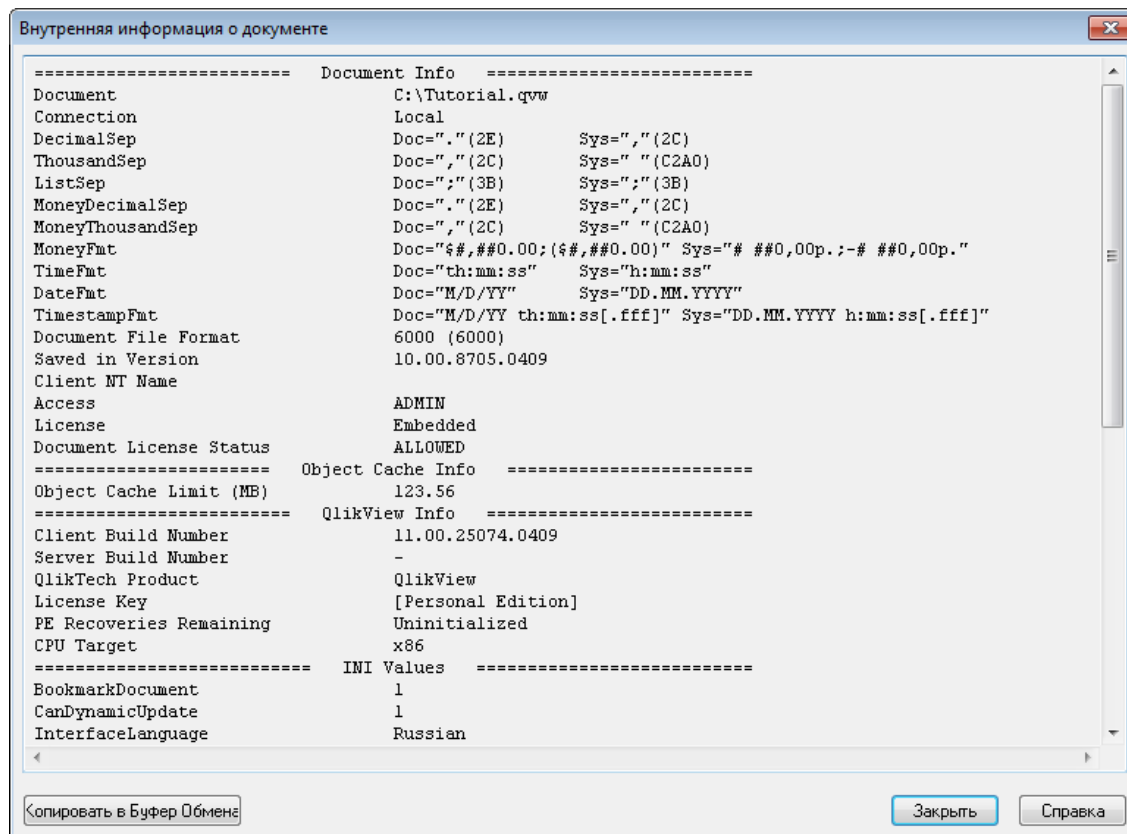 Внутренняя информация о документе
========================= Document Info ==========================
Document C:\Tutorial.qvw
Connection Local
DecimalSep Doc="."(2E) Sys=","(2C)
ThousandSep Doc=","(2C) Sys=" "(C2A0)
ListSep Doc=";"(3B) Sys=";"(3B)
MoneyDecimalSep Doc="."(2E) Sys=","(2C)
MoneyThousandSep Doc=","(2C) Sys=" "(C2A0)
MoneyFmt Doc="$#,##0.00;($#,##0.00)" Sys="# ##0,00р.;-# ##0,00р."
TimeFmt Doc="th:mm:ss" Sys="h:mm:ss"
DateFmt Doc="M/D/YY" Sys="DD.MM.YYYY"
TimestampFmt Doc="M/D/YY th:mm:ss[.fff]" Sys="DD.MM.YYYY h:mm:ss[.fff]"
Document File Format 6000 (6000)
Saved in Version 10.00.8705.0409
Client NT Name
Access ADMIN
License Embedded
Document License Status ALLOWED
======================= Object Cache Info ========================
Object Cache Limit (MB) 123.56
========================= QlikView Info ==========================
Client Build Number 11.00.25074.0409
Server Build Number -
QlikTech Product QlikView
License Key [Personal Edition]
PE Recoveries Remaining Uninitialized
CPU Target x86
=========================== INI Values ===========================
BookmarkDocument 1
CanDynamicUpdate 1
InterfaceLanguage Russian
Копировать в Буфер Обмена Закрыть Справка